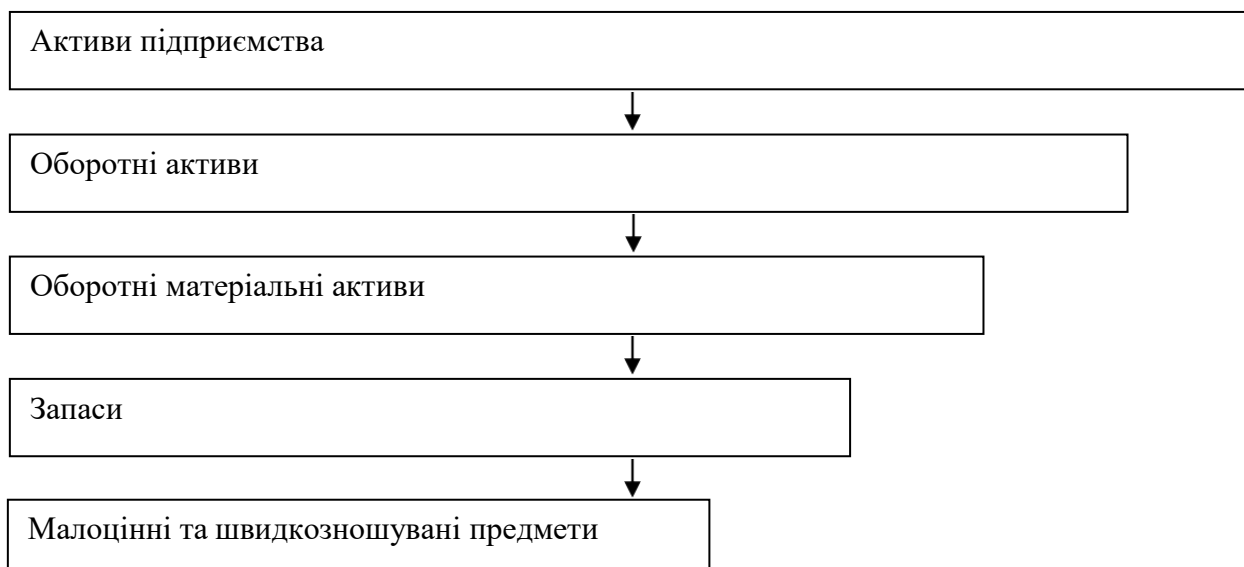 Активи підприємства
Оборотні активи
Оборотні матеріальні активи
Запаси
Малоцінні та швидкозношувані предмети